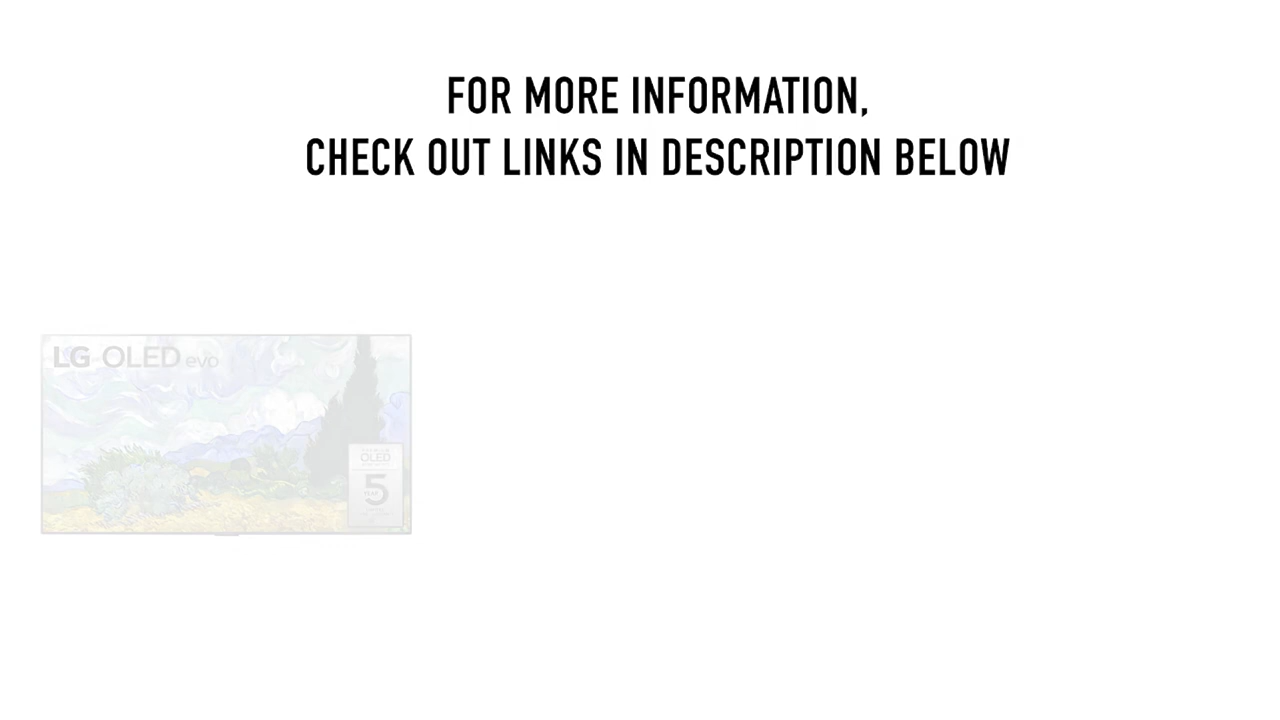 FOR MORE INFORMATION,
CHECK OUT LINKS IN DESCRIPTION BELOW
LG OLED evo
OLED
5